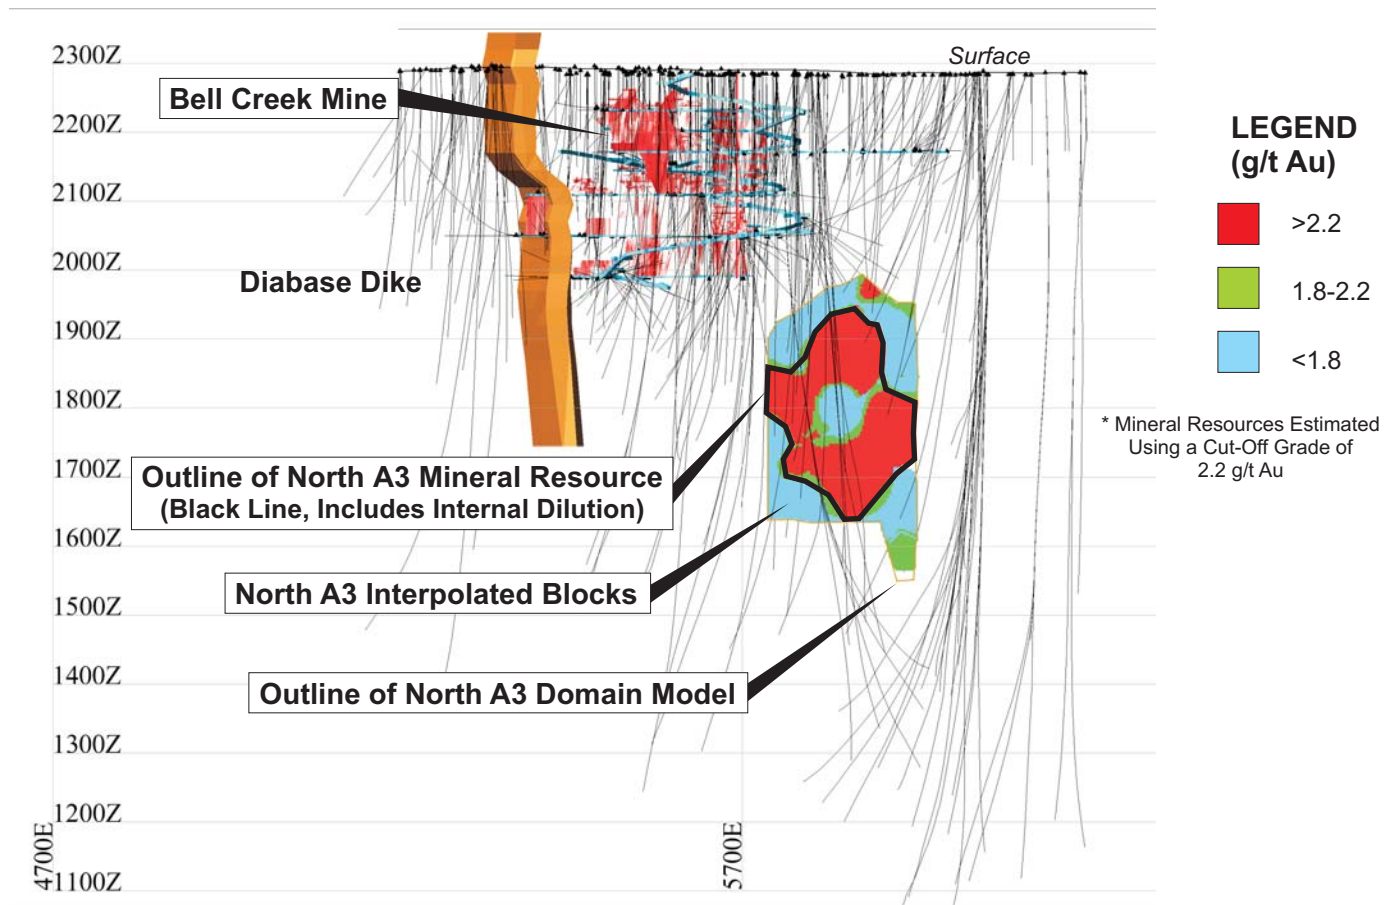 2300Z
Surface
Bell Creek Mine
2200Z
2100Z
2000Z
Diabase Dike
1900Z
1800Z
1700Z
Outline of North A3 Mineral Resource
(Black Line, Includes Internal Dilution)
1600Z
North A3 Interpolated Blocks
1500Z
1400Z
Outline of North A3 Domain Model
1300Z
1200Z
4700E
5700E
1100Z
LEGEND
(g/t Au)
>2.2
1.8-2.2
<1.8
* Mineral Resources Estimated
Using a Cut-Off Grade of
2.2 g/t Au